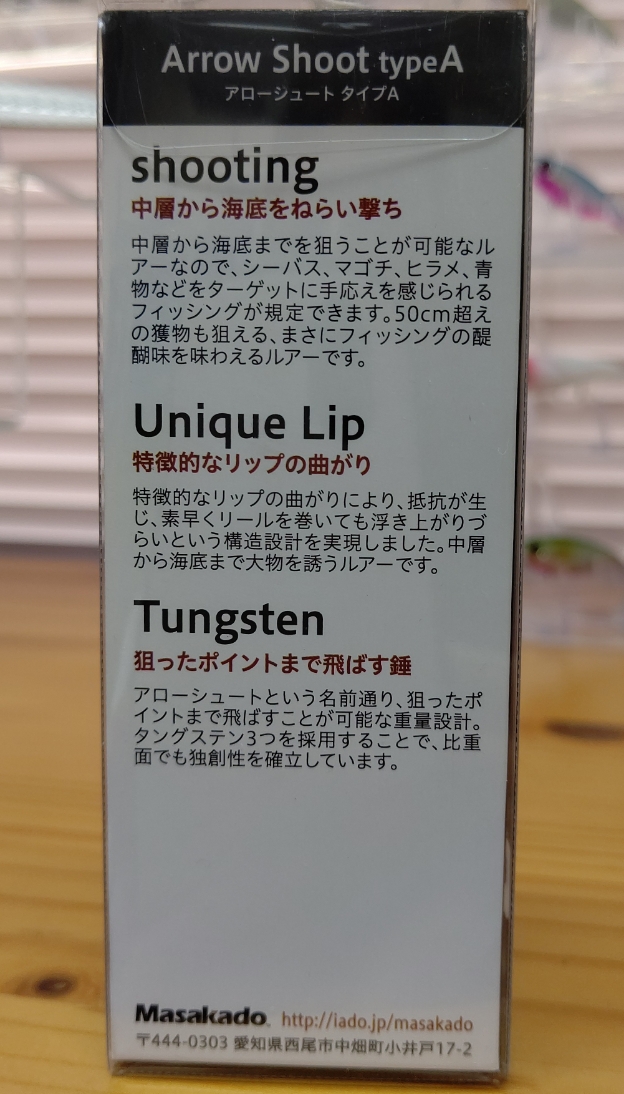 Arrow Shoot typeA
アローシュート タイプA
shooting
中層から海底をねらい撃ち
中層から海底までを狙うことが可能なル
アーなので、シーバス、マゴチ、ヒラメ、青
物などをターゲットに手応えを感じられる
フィッシングが規定できます。50cm超え
の獲物も狙える、まさにフィッシングの醍
醐味を味わえるルアーです。
Unique Lip
特徴的なリップの曲がり
特徴的なリップの曲がりにより、抵抗が生
じ、素早くリールを巻いても浮き上がりづ
らいという構造設計を実現しました。中層
から海底まで大物を誘うルアーです。
Tungsten
狙ったポイントまで飛ばす錘
アローシュートという名前通り、狙ったポ
イントまで飛ばすことが可能な重量設計。
タングステン3つを採用することで、比重
面でも独創性を確立しています。
Masakado http://iado.jp/masakado
〒444-0303 愛知県西尾市中畑町小井戸17-2